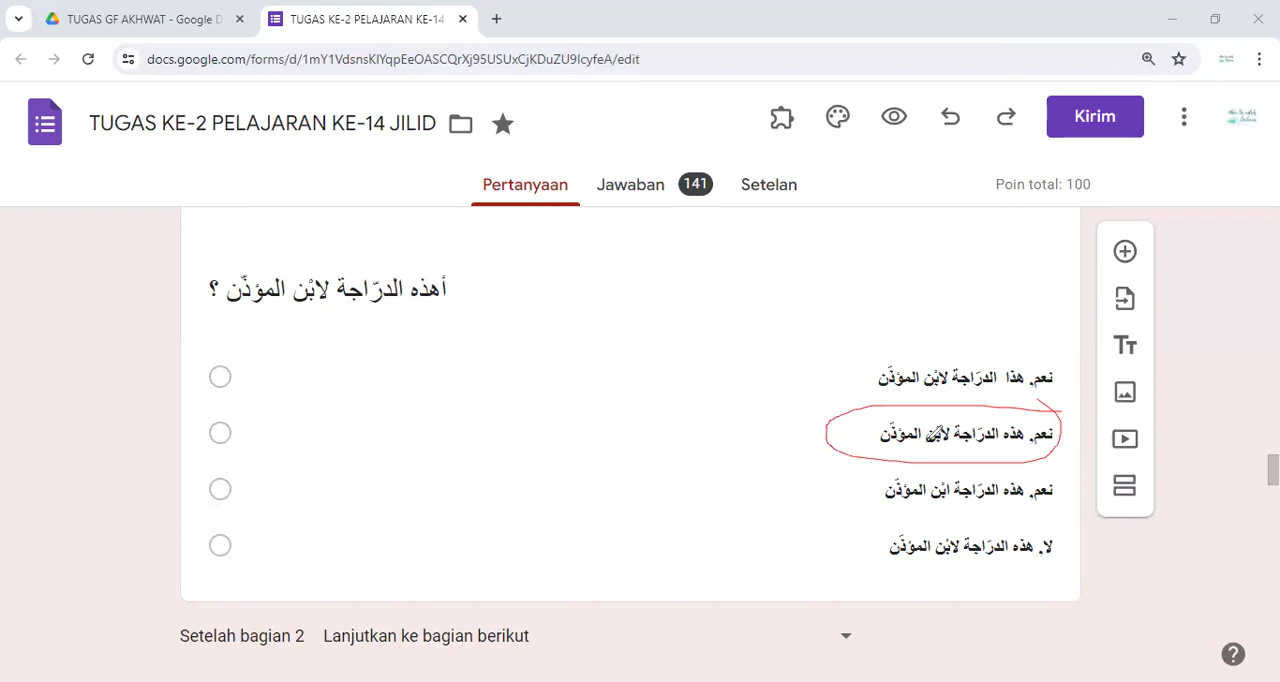 TUGAS GF AKHWAT - Google D
TUGAS KE-2 PELAJARAN KE-14
docs.google.com/forms/d/1mY1VdsnsKIYqpEeOASCQrXj95USUxCjKDuZU9IcyfeA/edit
TUGAS KE-2 PELAJARAN KE-14 JILID
Kirim
Pertanyaan
Jawaban 141
Setelan
Poin total: 100
أهذه الدرّاجة لابْن المؤذّن ؟
نعم. هذا الدرّاجة لابْن المؤذّن
نعم. هذه الدرّاجة لابْن المؤذّن
نعم. هذه الدرّاجة ابْن المؤذّن
لا. هذه الدرّاجة لابْن المؤذّن
Setelah bagian 2 Lanjutkan ke bagian berikut